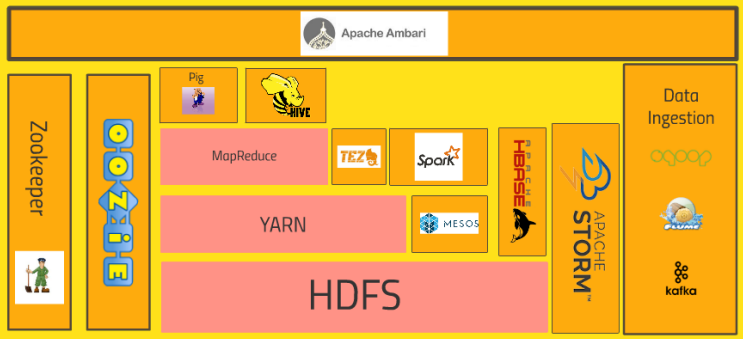 Apache Ambari
Zookeeper
OOZiE
Pig
HIVE
MapReduce
TEZ
Spark
YARN
MESOS
HDFS
APACHE
HBASE
APACHE
STORM™
Data
Ingestion
sqoop
FLUME
kafka